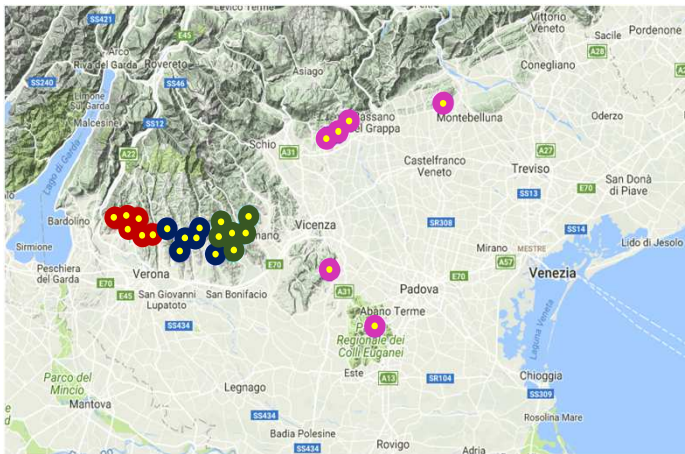 SS421
Levico Terme
Vittorio
Veneto
Pordenone
E45
Sacile
A28
Arco
Riva del Garda
Rovereto
Asiago
Conegliano
SS240
SS46
Limone
Sul Garda
Malcesine
SS12
Montebelluna
Oderzo
del Grappa
Schio
A31
A27
A22
Castelfranco
Veneto
Treviso
Lago di Garda
E70
San Donà
di Piave
SS13
Bardolino
Vicenza
SR308
SS14
Sirmione
Mirano
MESTRE
Lido di Jesolo
Peschiera
del Garda
Verona
E70
A57
Venezia
E70
E70
E45
San Giovanni
Lupatoto
San Bonifacio
A31
Padova
Abano Terme
SS434
Laguna Veneta
Regionale dei
Colli Euganei
Parco del
Mincio
Este
A13
SR104
Chioggia
Legnago
SS309
Mantova
SS434
Rosolina Mare
Badia Polesine
SS434
Rovigo
Adria